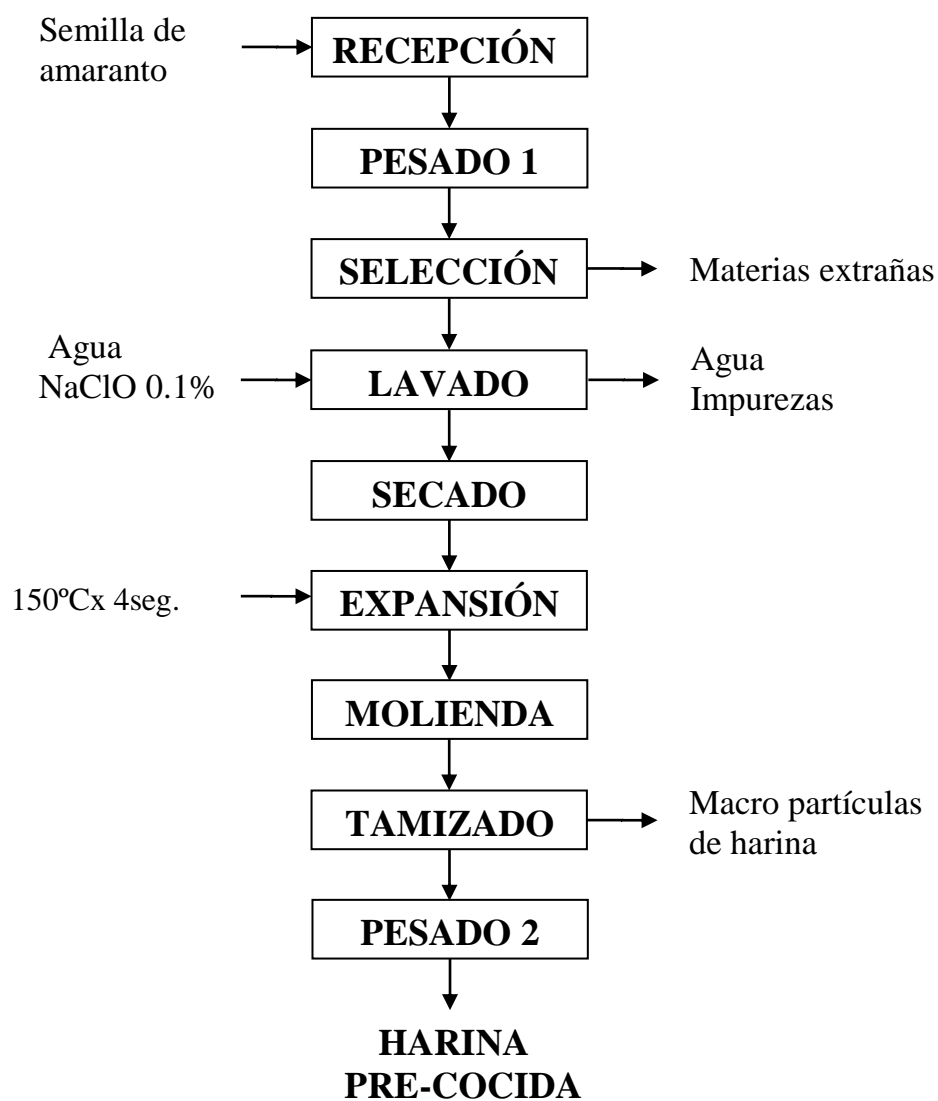 Semilla de
amaranto
RECEPCIÓN
PESADO 1
SELECCIÓN
Materias extrañas
Agua
NaClO 0.1%
LAVADO
Agua
Impurezas
SECADO
150ºCx 4seg.
EXPANSIÓN
MOLIENDA
TAMIZADO
Macro partículas
de harina
PESADO 2
HARINA
PRE-COCIDA